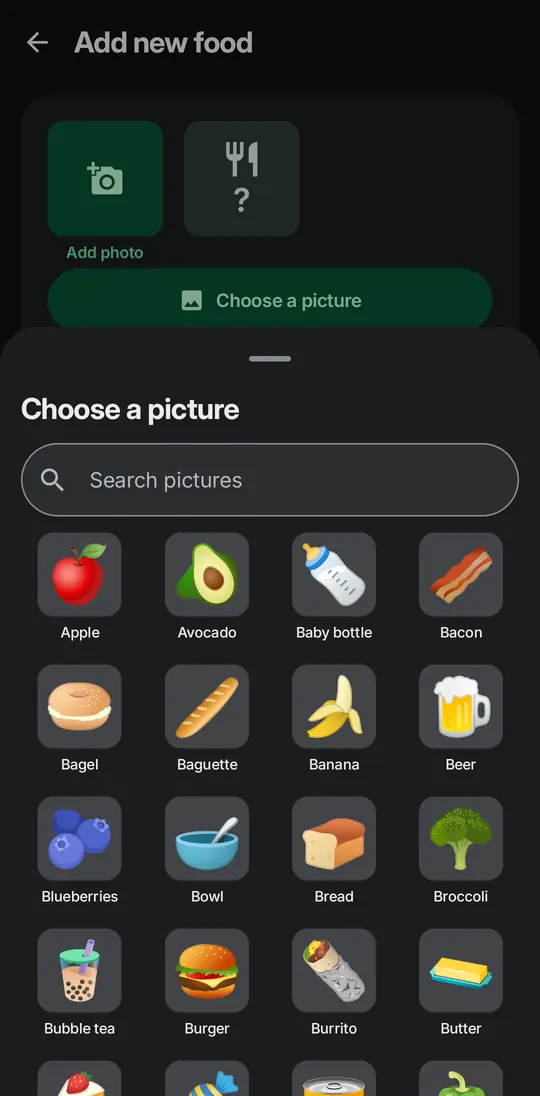 Add new food
?
Add photo
Choose a picture
Choose a picture
Search pictures
Apple Avocado Baby bottle Bacon
Bagel Baguette Banana Beer
Blueberries Bowl Bread Broccoli
Bubble tea Burger Burrito Butter